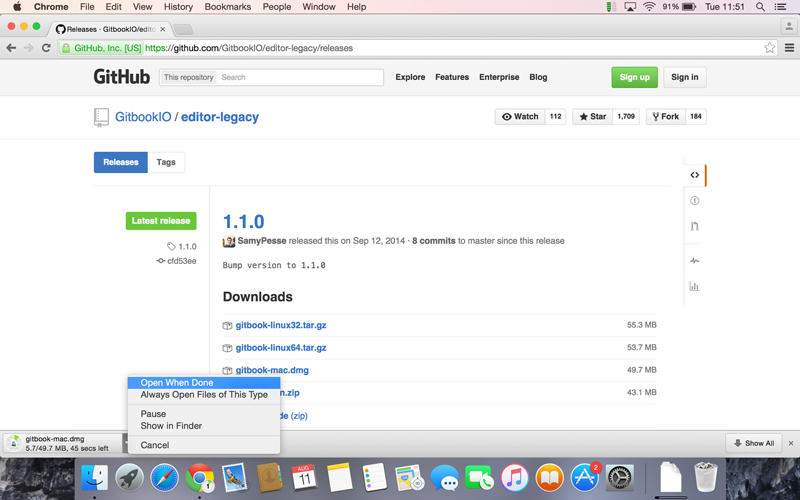 Chrome File Edit View History Bookmarks People Window Help 91% Tue 11:51
Releases · GitbookIO/edito
GitHub, Inc. [US] https://github.com/GitbookIO/editor-legacy/releases
GitHub This repository Search Explore Features Enterprise Blog Sign up Sign in
GitbookIO / editor-legacy Watch 112 Star 1,709 Fork 184
Releases Tags
Latest release 1.1.0
SamyPesse released this on Sep 12, 2014 · 8 commits to master since this release
1.1.0
cfd53ee
Bump version to 1.1.0
Downloads
gitbook-linux32.tar.gz 55.3 MB
gitbook-linux64.tar.gz 53.7 MB
gitbook-mac.dmg 49.7 MB
n.zip 43.1 MB
de (zip)
Open When Done
Always Open Files of This Type
Pause
Show in Finder
Cancel
gitbook-mac.dmg
5.7/49.7 MB, 45 secs left
Show All
AUG
11
2